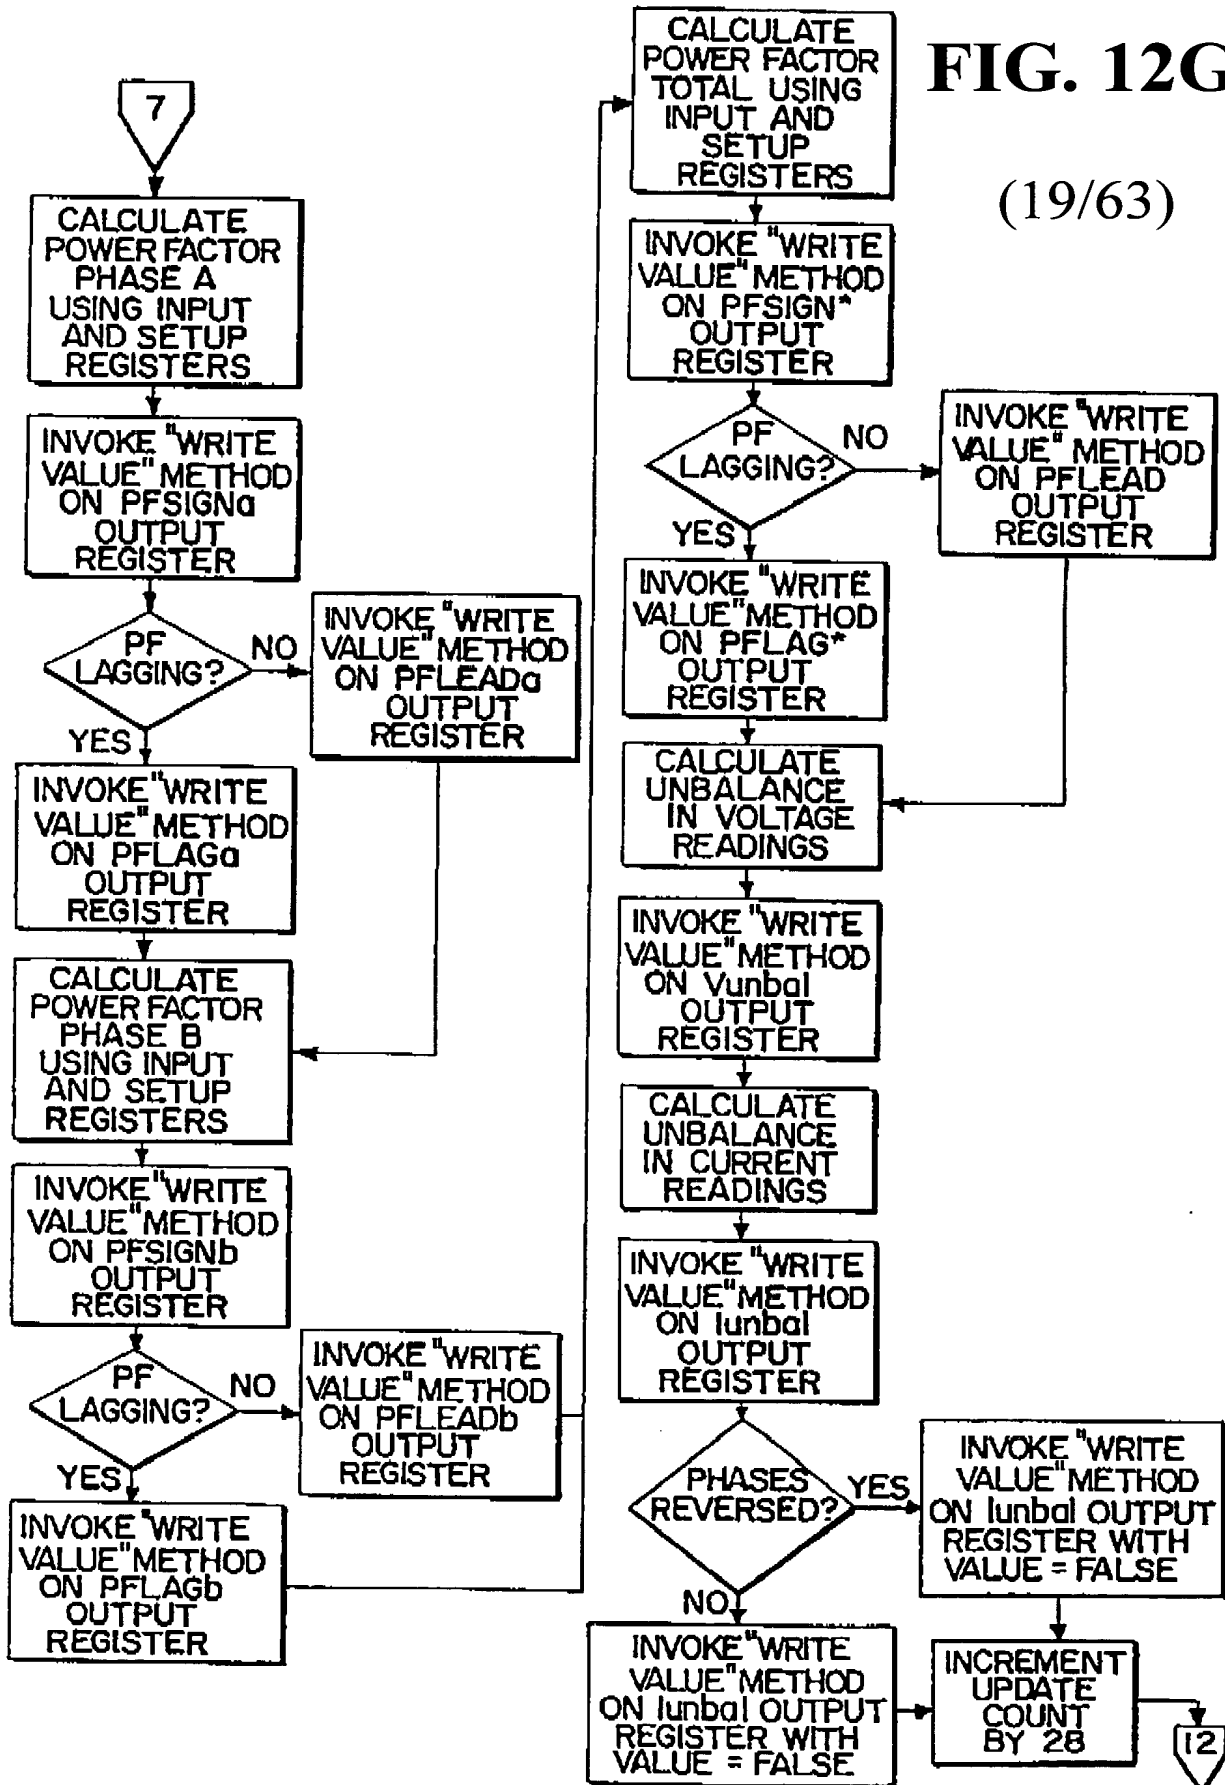 FIG. 12G
(19/63)
7
CALCULATE
POWER FACTOR
PHASE A
USING INPUT
AND SETUP
REGISTERS
INVOKE "WRITE
VALUE" METHOD
ON PFSIGNa
OUTPUT
REGISTER
PF
LAGGING?
NO
INVOKE "WRITE
VALUE" METHOD
ON PFLEADa
OUTPUT
REGISTER
YES
INVOKE "WRITE
VALUE" METHOD
ON PFLAGa
OUTPUT
REGISTER
CALCULATE
POWER FACTOR
PHASE B
USING INPUT
AND SETUP
REGISTERS
INVOKE "WRITE
VALUE" METHOD
ON PFSIGNb
OUTPUT
REGISTER
PF
LAGGING?
NO
INVOKE "WRITE
VALUE" METHOD
ON PFLEADb
OUTPUT
REGISTER
YES
INVOKE "WRITE
VALUE" METHOD
ON PFLAGb
OUTPUT
REGISTER
CALCULATE
POWER FACTOR
TOTAL USING
INPUT AND
SETUP
REGISTERS
INVOKE "WRITE
VALUE" METHOD
ON PFSIGN*
OUTPUT
REGISTER
PF
LAGGING?
NO
INVOKE "WRITE
VALUE" METHOD
ON PFLEAD
OUTPUT
REGISTER
YES
INVOKE "WRITE
VALUE" METHOD
ON PFLAG*
OUTPUT
REGISTER
CALCULATE
UNBALANCE
IN VOLTAGE
READINGS
INVOKE "WRITE
VALUE" METHOD
ON Vunbal
OUTPUT
REGISTER
CALCULATE
UNBALANCE
IN CURRENT
READINGS
INVOKE "WRITE
VALUE" METHOD
ON Iunbal
OUTPUT
REGISTER
PHASES
REVERSED?
YES
INVOKE "WRITE
VALUE" METHOD
ON Iunbal OUTPUT
REGISTER WITH
VALUE = FALSE
NO
INVOKE "WRITE
VALUE" METHOD
ON Iunbal OUTPUT
REGISTER WITH
VALUE = FALSE
INCREMENT
UPDATE
COUNT
BY 28
12